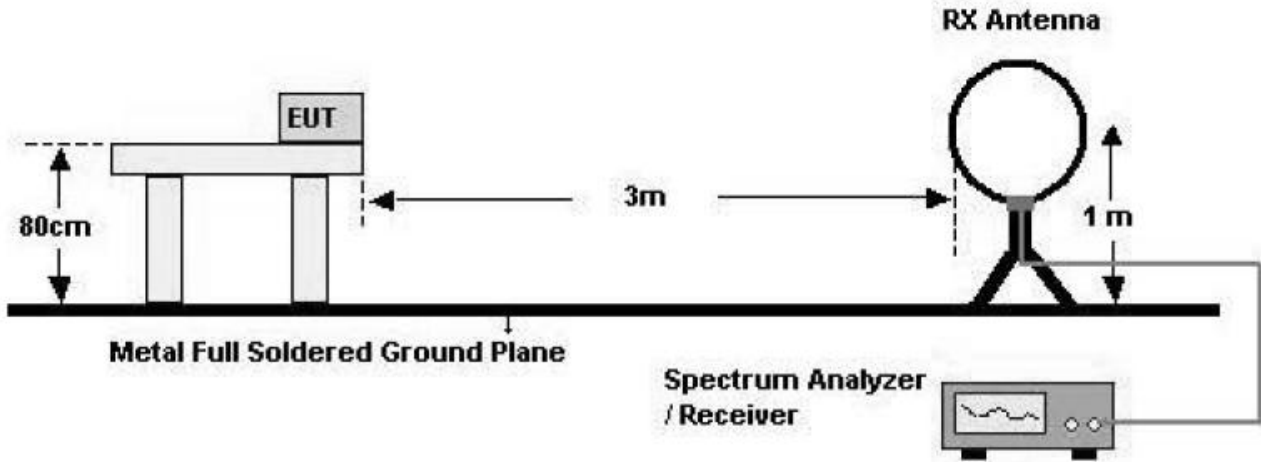 RX Antenna
EUT
3m
80cm
1 m
Metal Full Soldered Ground Plane
Spectrum Analyzer
/ Receiver